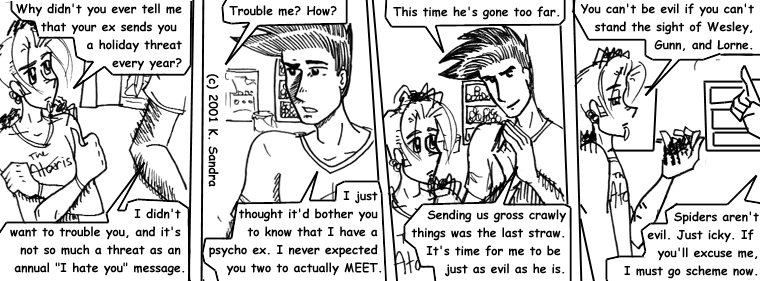 Why didn't you ever tell me
that your ex sends you
a holiday threat
every year?
The
Ataris
I didn't
want to trouble you, and it's
not so much a threat as an
annual "I hate you" message.
Trouble me? How?
(c) 2001 K. Sandra
I just
thought it'd bother you
to know that I have a
psycho ex. I never expected
you two to actually MEET.
This time he's gone too far.
Sending us gross crawly
things was the last straw.
It's time for me to be
just as evil as he is.
Ata
You can't be evil if you can't
stand the sight of Wesley,
Gunn, and Lorne.
The
Ata
Spiders aren't
evil. Just icky. If
you'll excuse me,
I must go scheme now.